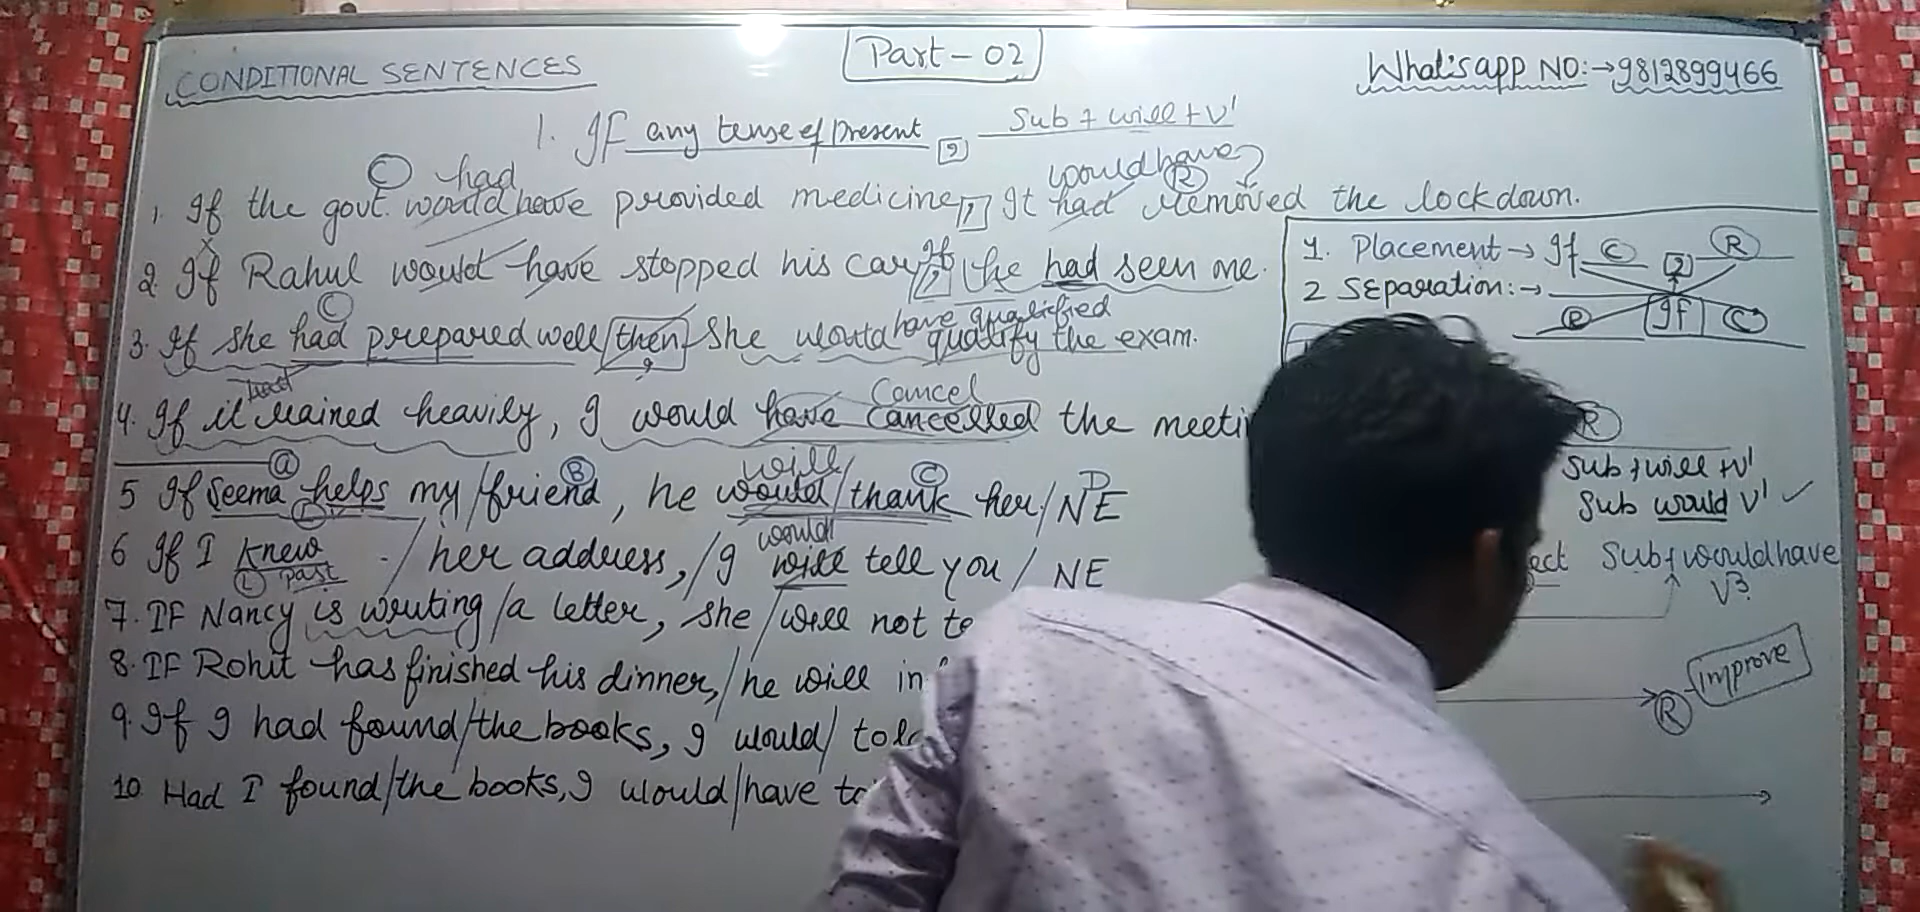 CONDITIONAL SENTENCES
Part-02
Whatsapp NO:→9812899466
1. If any tense of Present , Sub + will + V¹
C had would have R
1. If the govt. would have provided medicine, It had removed the lockdown.
x If
2. If Rahul would have stopped his car, he had seen me.
C have qualified
3. If she had prepared well then, she would qualify the exam.
had Cancel
4. If it rained heavily, I would have cancelled the meeti
a B will C
5 If Seema helps my/friend, he would/thank her/NE
would
6 If I knew ./her address,/I will tell you/NE
L Past
7. IF Nancy is writing/a letter, she/will not te
8. IF Rohit has finished his dinner,/he will in
9. If I had found/the books, I would/tol
10 Had I found/the books, I would/have to
1. Placement→ If C , R
2 Separation:→
R If C
R
Sub + will + V¹
Sub would V¹ ✓
ect Sub + would have
V³
R improve